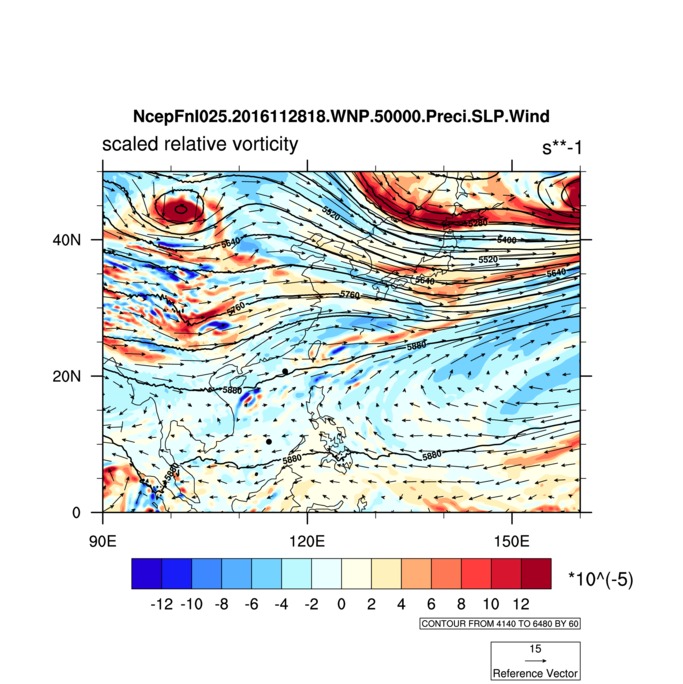 NcepFnl025.2016112818.WNP.50000.Preci.SLP.Wind
scaled relative vorticity s**-1
5520
5280
40N
5640
5400
5520
5640
5640
5760
5760
5880
20N
5880
5880
5880
5880
0
90E 120E 150E
*10^(-5)
-12 -10 -8 -6 -4 -2 0 2 4 6 8 10 12
CONTOUR FROM 4140 TO 6480 BY 60
15
Reference Vector